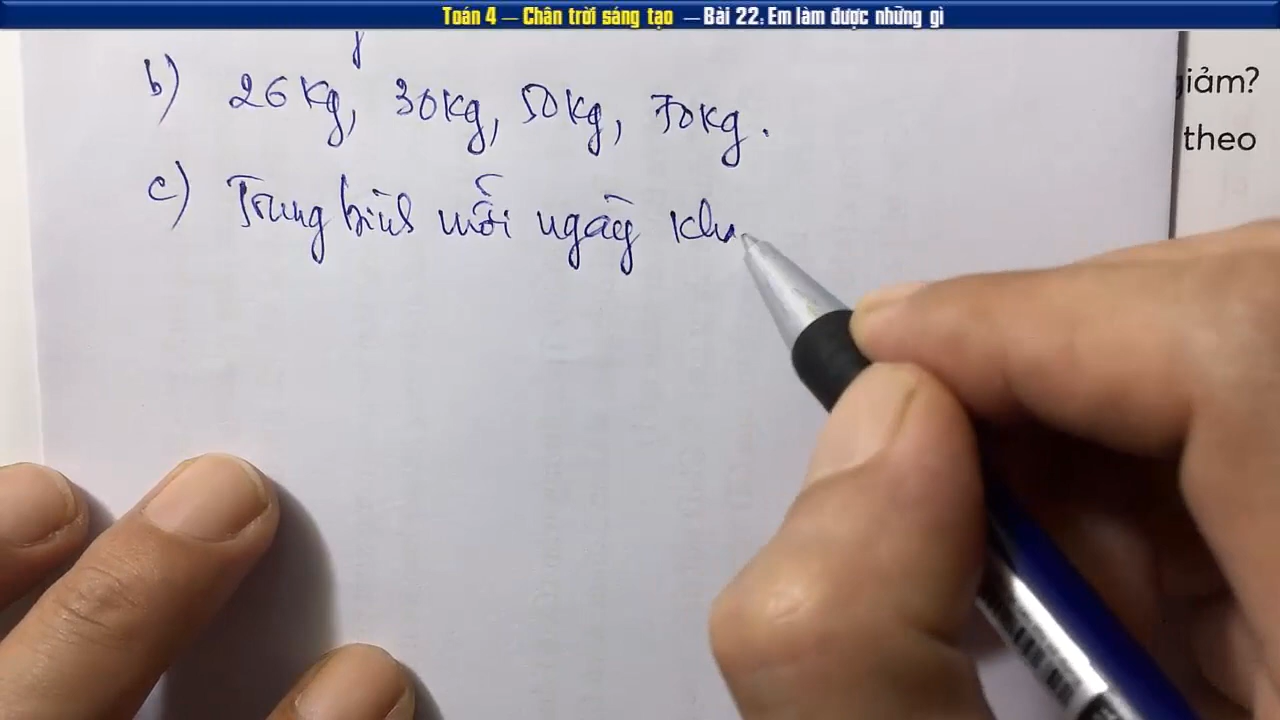 Toán 4 – Chân trời sáng tạo – Bài 22: Em làm được những gì
giảm?
b) 26kg, 30kg, 50kg, 70kg.
theo
c) Trung bình mỗi ngày